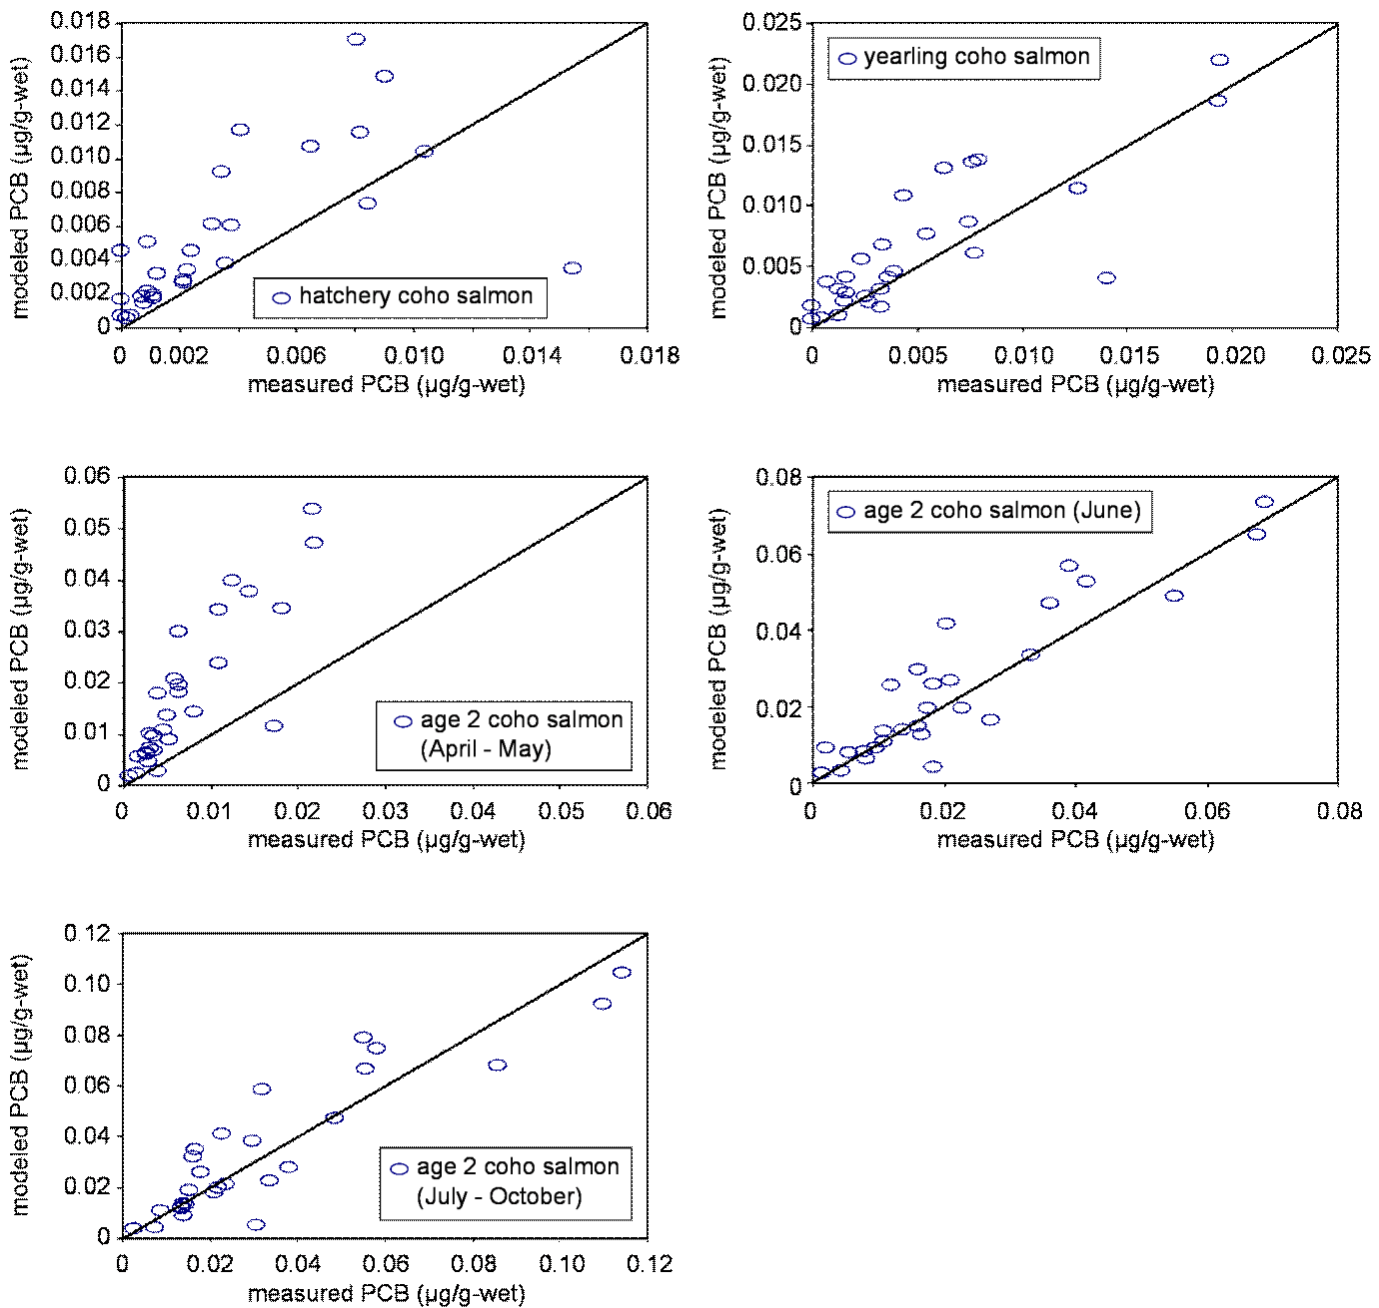 0.018
0.016
0.014
0.012
0.010
0.008
0.006
0.004
0.002
0
modeled PCB (µg/g-wet)
hatchery coho salmon
0 0.002 0.006 0.010 0.014 0.018
measured PCB (µg/g-wet)
0.025
0.020
0.015
0.010
0.005
0
modeled PCB (µg/g-wet)
yearling coho salmon
0 0.005 0.010 0.015 0.020 0.025
measured PCB (µg/g-wet)
0.06
0.05
0.04
0.03
0.02
0.01
0
modeled PCB (µg/g-wet)
age 2 coho salmon
(April - May)
0 0.01 0.02 0.03 0.04 0.05 0.06
measured PCB (µg/g-wet)
0.08
0.06
0.04
0.02
0
modeled PCB (µg/g-wet)
age 2 coho salmon (June)
0 0.02 0.04 0.06 0.08
measured PCB (µg/g-wet)
0.12
0.10
0.08
0.06
0.04
0.02
0
modeled PCB (µg/g-wet)
age 2 coho salmon
(July - October)
0 0.02 0.04 0.06 0.08 0.10 0.12
measured PCB (µg/g-wet)